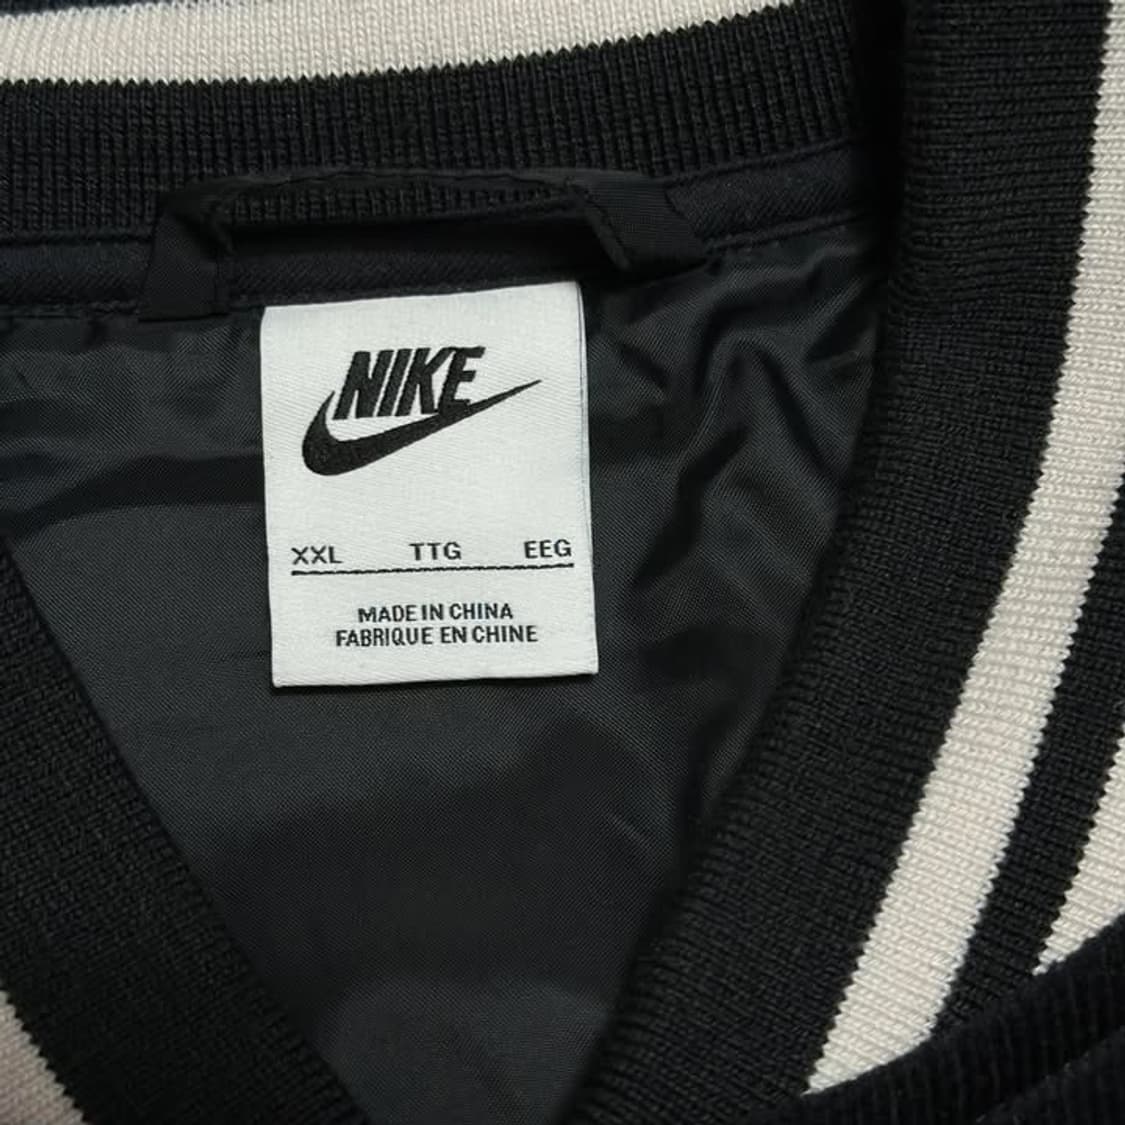 NIKE
XXL TTG EEG
MADE IN CHINA
FABRIQUE EN CHINE